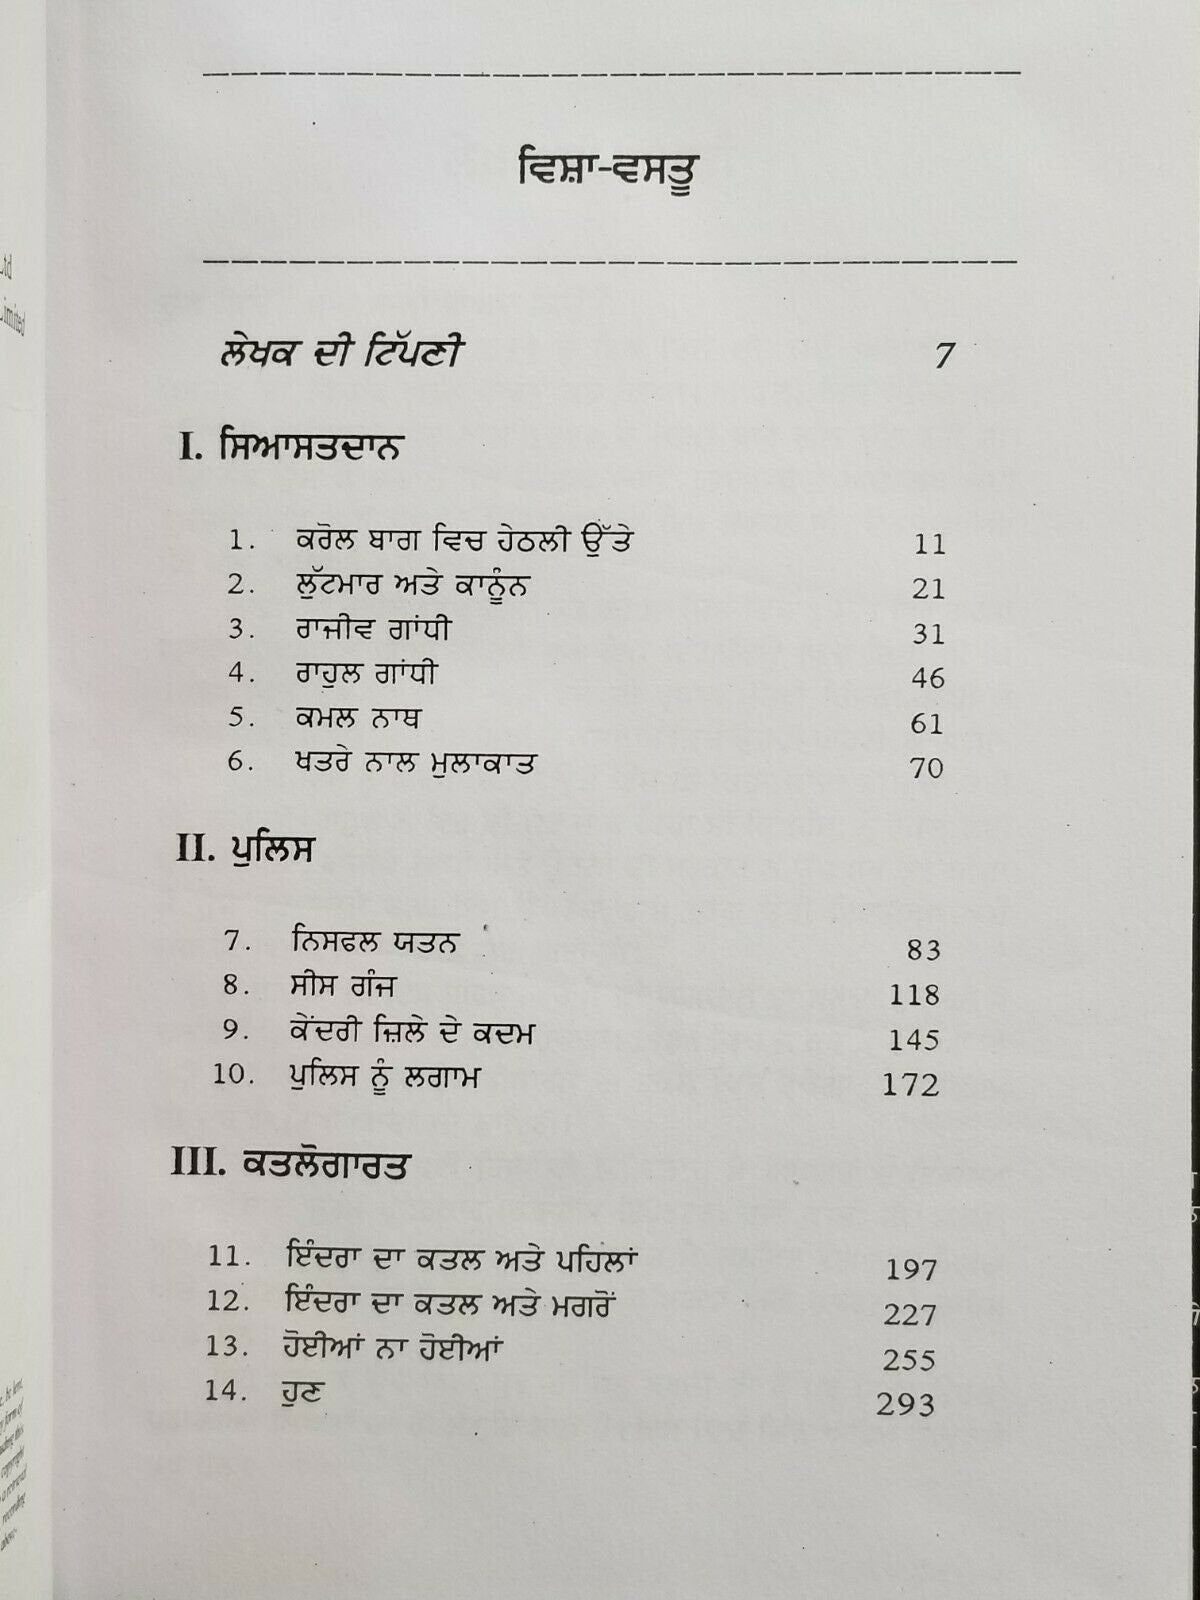 ਵਿਸ਼ਾ-ਵਸਤੂ
ਲੇਖਕ ਦੀ ਟਿੱਪਣੀ 7
I. ਸਿਆਸਤਦਾਨ
1. ਕਰੋਲ ਬਾਗ ਵਿਚ ਹੇਠਲੀ ਉੱਤੇ 11
2. ਲੁੱਟਮਾਰ ਅਤੇ ਕਾਨੂੰਨ 21
3. ਰਾਜੀਵ ਗਾਂਧੀ 31
4. ਰਾਹੁਲ ਗਾਂਧੀ 46
5. ਕਮਲ ਨਾਥ 61
6. ਖਤਰੇ ਨਾਲ ਮੁਲਾਕਾਤ 70
II. ਪੁਲਿਸ
7. ਨਿਸਫਲ ਯਤਨ 83
8. ਸੀਸ ਗੰਜ 118
9. ਕੇਂਦਰੀ ਜ਼ਿਲੇ ਦੇ ਕਦਮ 145
10. ਪੁਲਿਸ ਨੂੰ ਲਗਾਮ 172
III. ਕਤਲੋਗਾਰਤ
11. ਇੰਦਰਾ ਦਾ ਕਤਲ ਅਤੇ ਪਹਿਲਾਂ 197
12. ਇੰਦਰਾ ਦਾ ਕਤਲ ਅਤੇ ਮਗਰੋਂ 227
13. ਹੋਈਆਂ ਨਾ ਹੋਈਆਂ 255
14. ਹੁਣ 293
Ltd
Limited